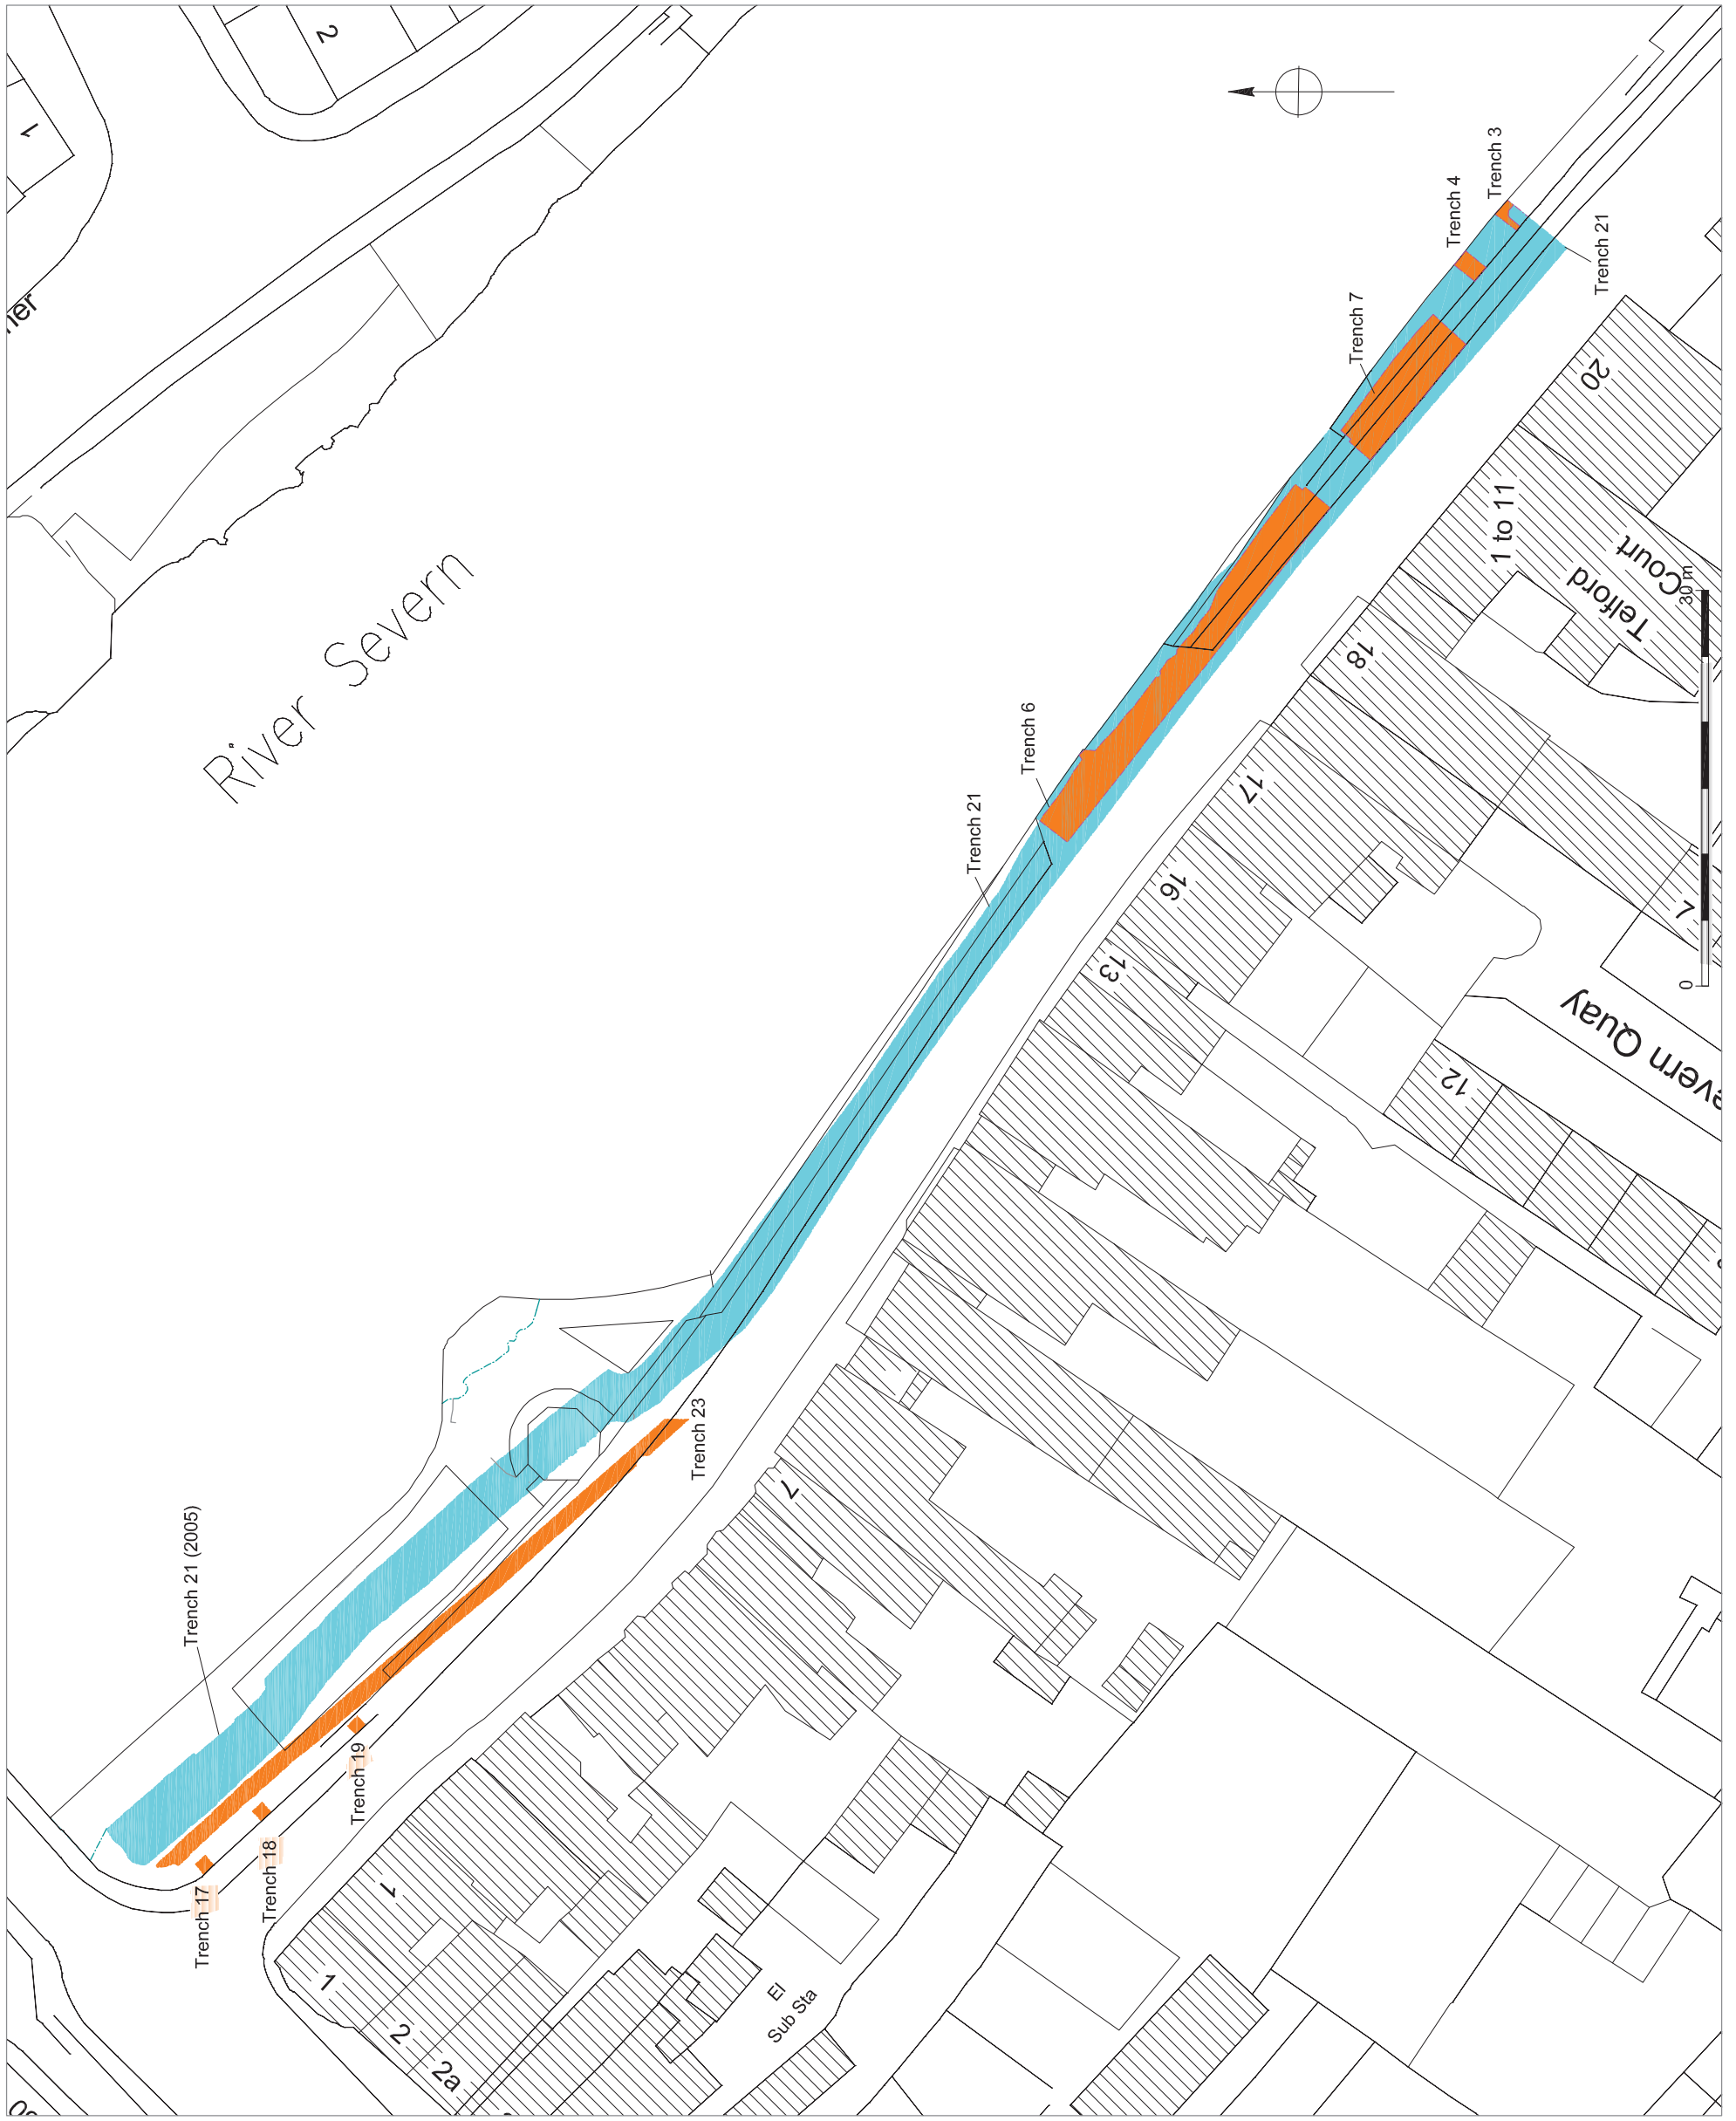 1
2
River Severn
Trench 3
Trench 4
Trench 21
Trench 7
20
1 to 11
Telford
Court
30 m
0
18
Trench 6
17
Trench 21
16
13
7
12
Trench 23
7
Trench 21 (2005)
Trench 19
Trench 18
Trench 17
1
1
2
2a
El
Sub Sta